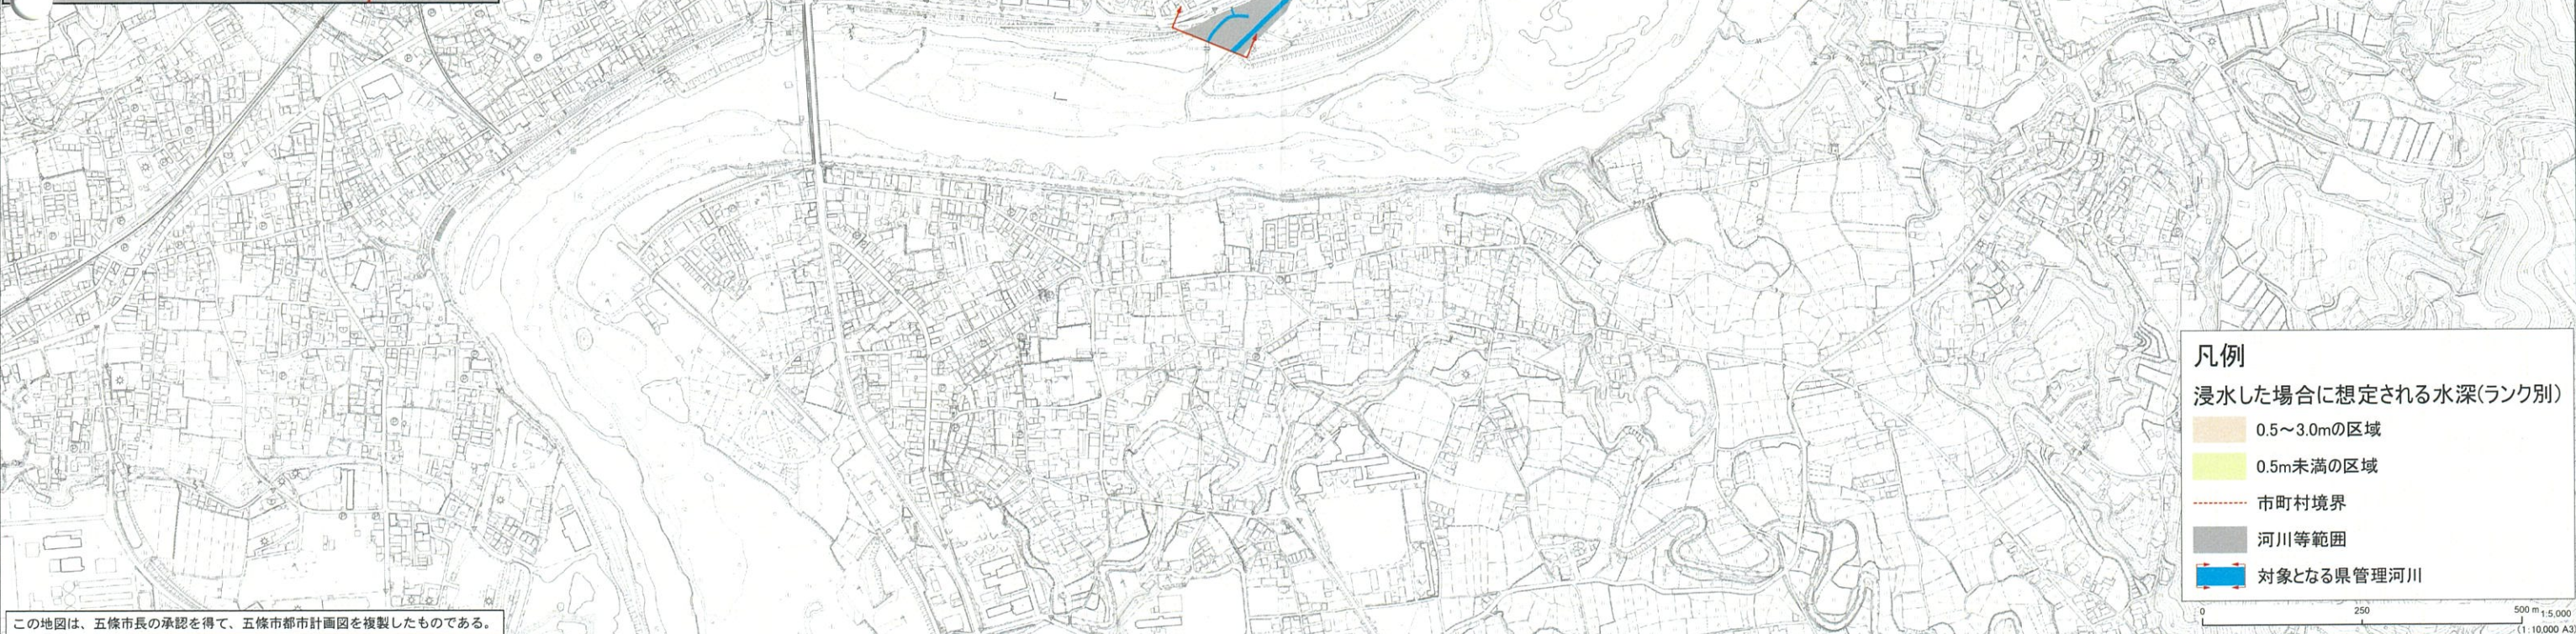 凡例
浸水した場合に想定される水深(ランク別)
0.5～3.0mの区域
0.5m未満の区域
市町村境界
河川等範囲
対象となる県管理河川
0 250 500 m 1:5,000
(1:10,000 A3)
この地図は、五條市長の承認を得て、五條市都市計画図を複製したものである。